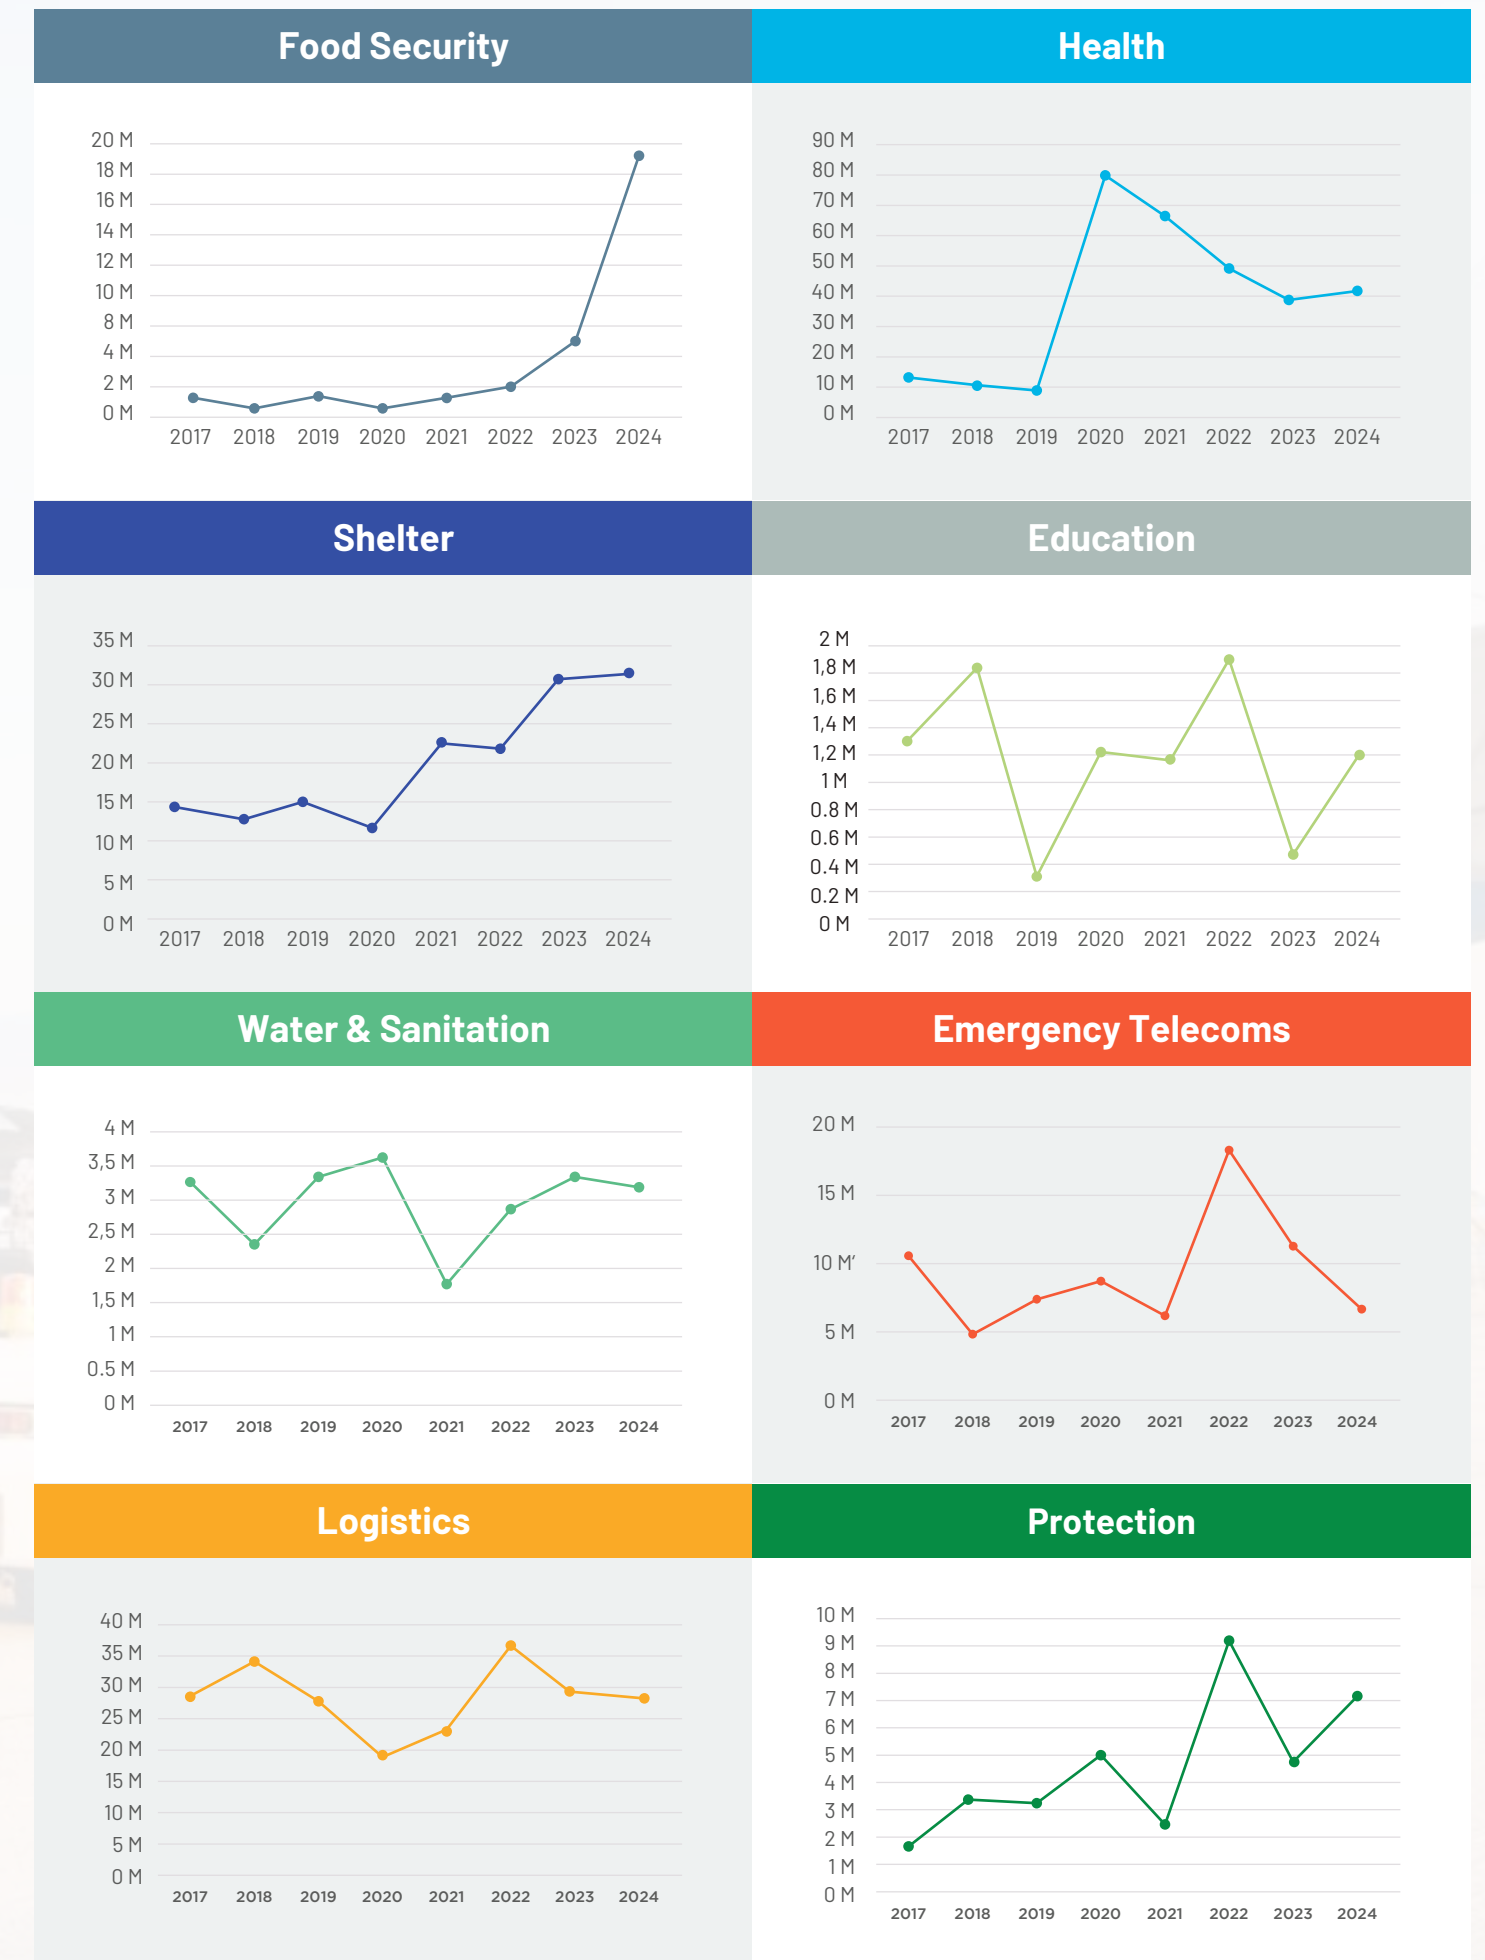 Food Security
20 M
18 M
16 M
14 M
12 M
10 M
8 M
4 M
2 M
0 M
2017 2018 2019 2020 2021 2022 2023 2024
Health
90 M
80 M
70 M
60 M
50 M
40 M
30 M
20 M
10 M
0 M
2017 2018 2019 2020 2021 2022 2023 2024
Shelter
35 M
30 M
25 M
20 M
15 M
10 M
5 M
0 M
2017 2018 2019 2020 2021 2022 2023 2024
Education
2 M
1,8 M
1,6 M
1,4 M
1,2 M
1 M
0.8 M
0.6 M
0.4 M
0.2 M
0 M
2017 2018 2019 2020 2021 2022 2023 2024
Water & Sanitation
4 M
3,5 M
3 M
2,5 M
2 M
1,5 M
1 M
0.5 M
0 M
2017 2018 2019 2020 2021 2022 2023 2024
Emergency Telecoms
20 M
15 M
10 M’
5 M
0 M
2017 2018 2019 2020 2021 2022 2023 2024
Logistics
40 M
35 M
30 M
25 M
20 M
15 M
10 M
5 M
0 M
2017 2018 2019 2020 2021 2022 2023 2024
Protection
10 M
9 M
8 M
7 M
6 M
5 M
4 M
3 M
2 M
1 M
0 M
2017 2018 2019 2020 2021 2022 2023 2024